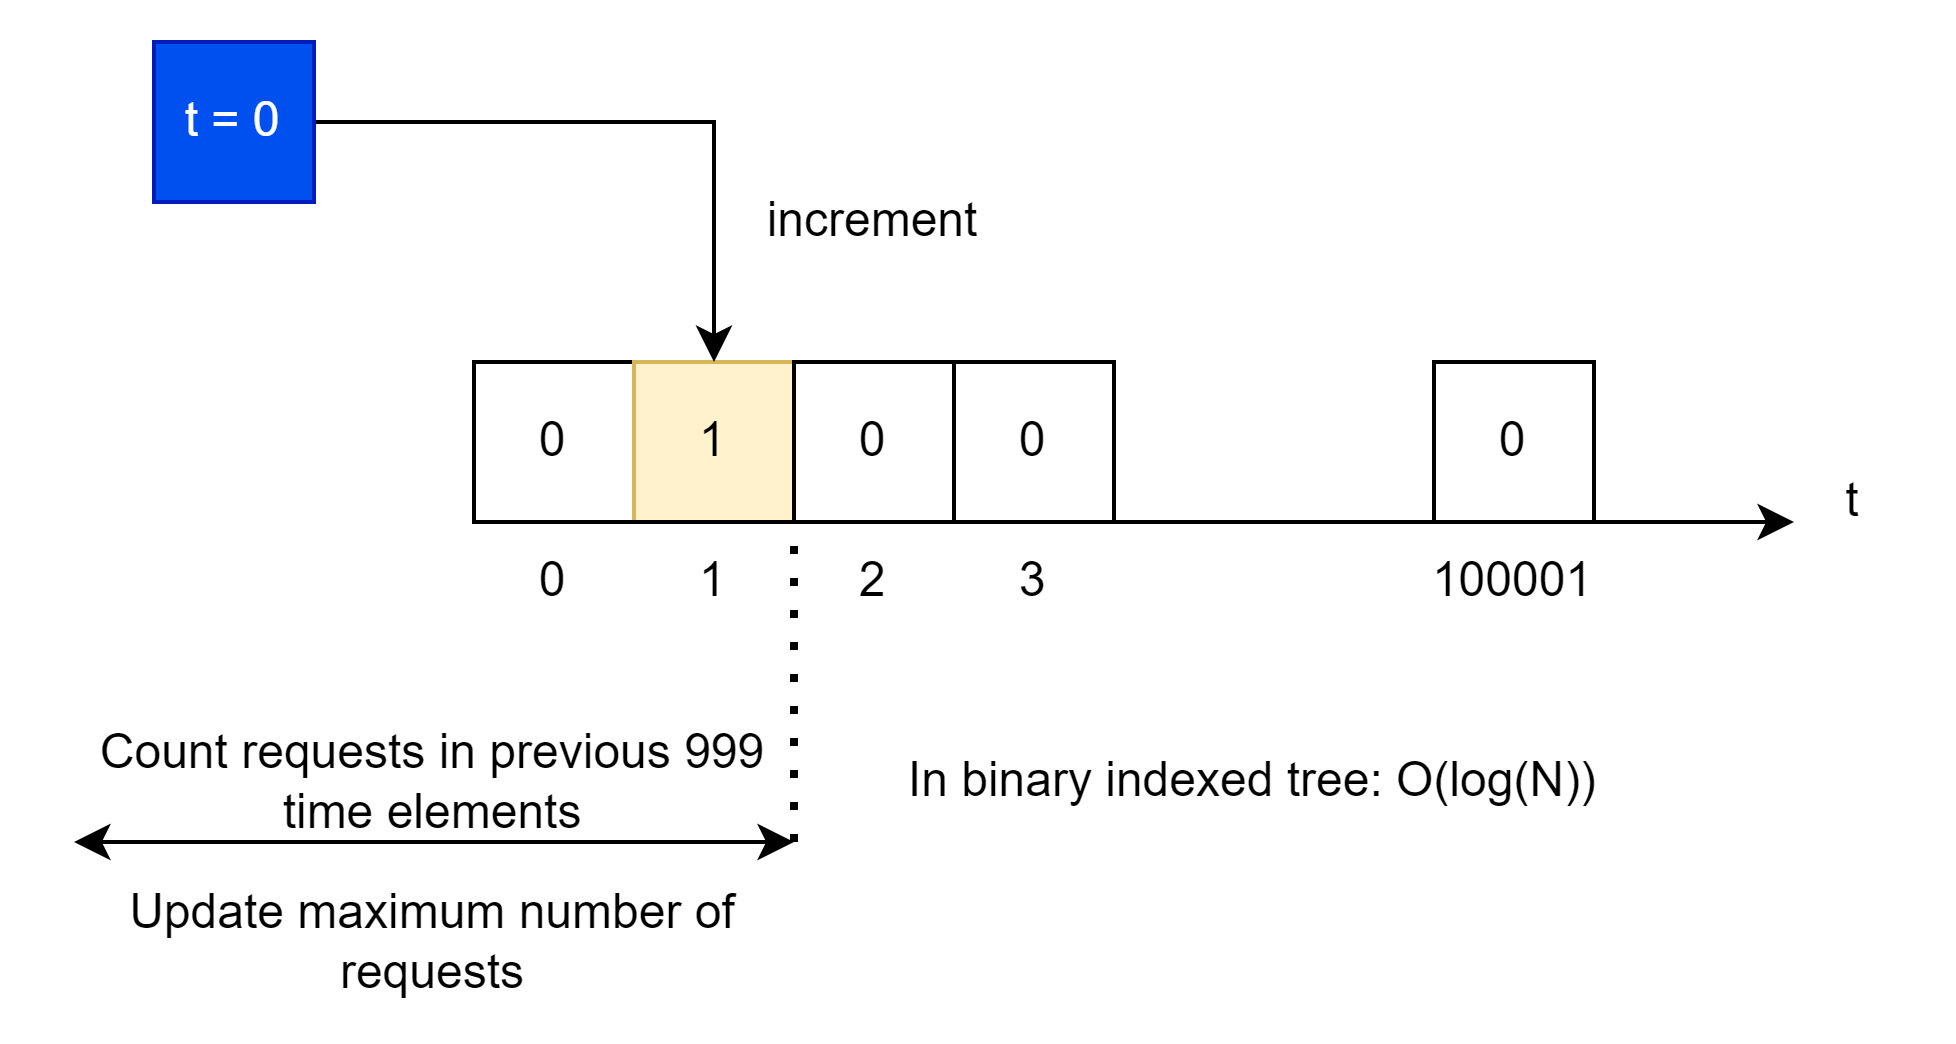 t = 0
increment
0 1 0 0 0
t
0 1 2 3 100001
Count requests in previous 999
time elements
In binary indexed tree: O(log(N))
Update maximum number of
requests